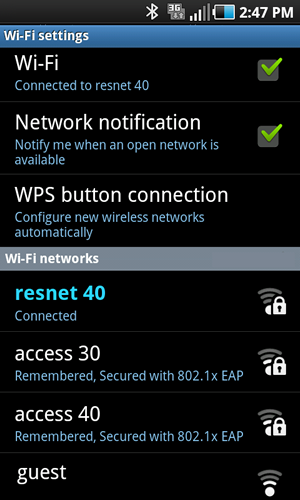 3G
2:47 PM
Wi-Fi settings
Wi-Fi
Connected to resnet 40
Network notification
Notify me when an open network is
available
WPS button connection
Configure new wireless networks
automatically
Wi-Fi networks
resnet 40
Connected
access 30
Remembered, Secured with 802.1x EAP
access 40
Remembered, Secured with 802.1x EAP
guest